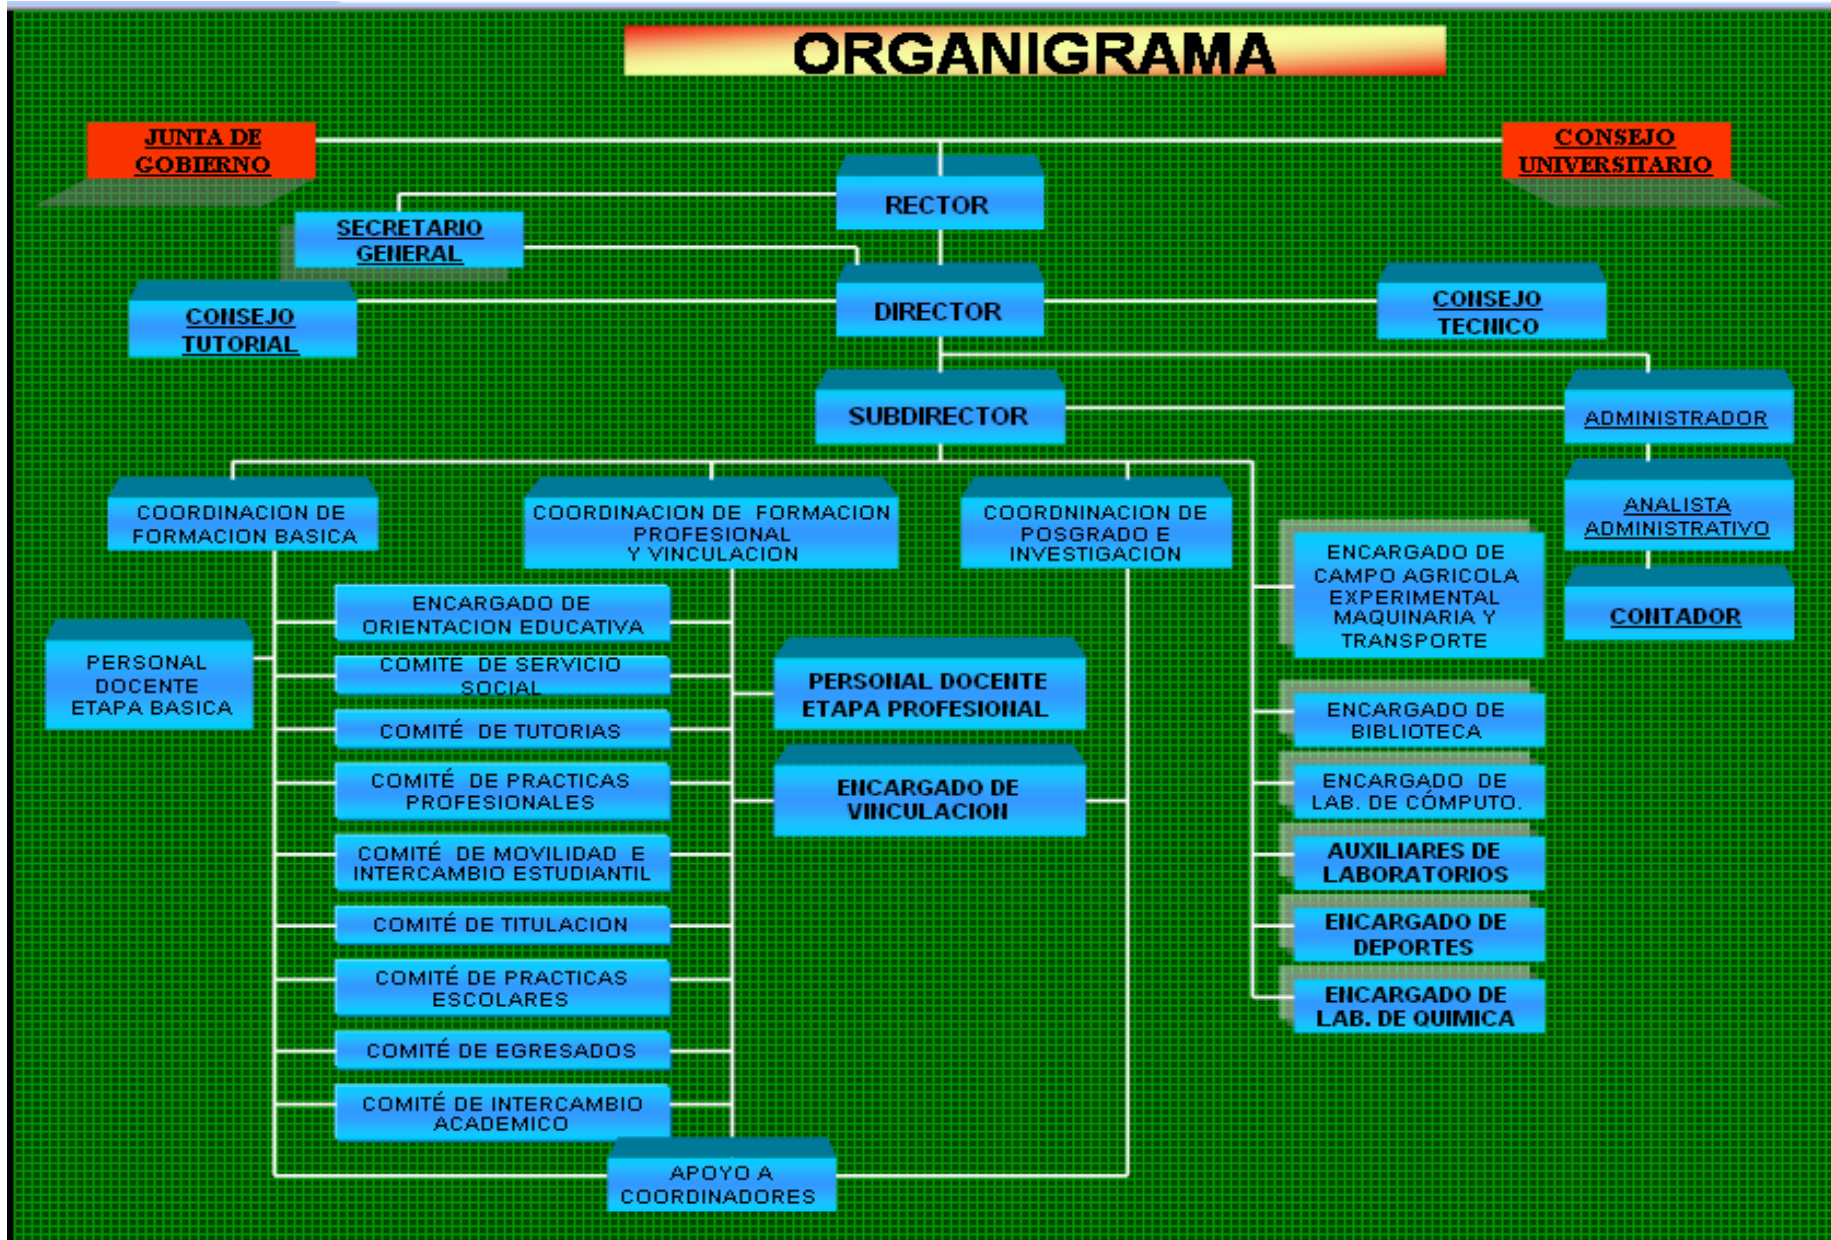 ORGANIGRAMA
JUNTA DE
GOBIERNO
CONSEJO
UNIVERSITARIO
RECTOR
SECRETARIO
GENERAL
CONSEJO
TUTORIAL
DIRECTOR
CONSEJO
TECNICO
SUBDIRECTOR
ADMINISTRADOR
COORDINACION DE
FORMACION BASICA
COORDINACION DE FORMACION
PROFESIONAL
Y VINCULACION
COORDNINACION DE
POSGRADO E
INVESTIGACION
ANALISTA
ADMINISTRATIVO
CONTADOR
PERSONAL
DOCENTE
ETAPA BASICA
ENCARGADO DE
ORIENTACION EDUCATIVA
COMITÉ DE SERVICIO
SOCIAL
COMITÉ DE TUTORIAS
COMITÉ DE PRACTICAS
PROFESIONALES
COMITÉ DE MOVILIDAD E
INTERCAMBIO ESTUDIANTIL
COMITÉ DE TITULACION
COMITÉ DE PRACTICAS
ESCOLARES
COMITÉ DE EGRESADOS
COMITÉ DE INTERCAMBIO
ACADEMICO
PERSONAL DOCENTE
ETAPA PROFESIONAL
ENCARGADO DE
VINCULACION
ENCARGADO DE
CAMPO AGRICOLA
EXPERIMENTAL
MAQUINARIA Y
TRANSPORTE
ENCARGADO DE
BIBLIOTECA
ENCARGADO DE
LAB. DE CÓMPUTO.
AUXILIARES DE
LABORATORIOS
ENCARGADO DE
DEPORTES
ENCARGADO DE
LAB. DE QUIMICA
APOYO A
COORDINADORES